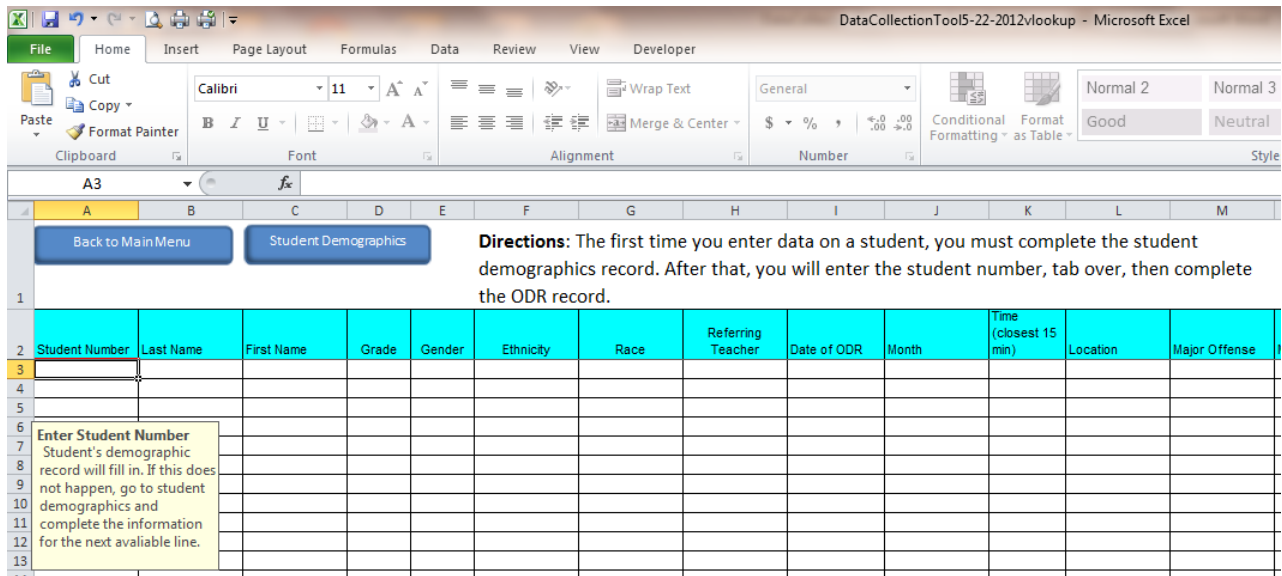 DataCollectionTool5-22-2012vlookup - Microsoft Excel
File Home Insert Page Layout Formulas Data Review View Developer
Cut
Copy
Paste
Format Painter
Clipboard
Calibri 11 A A
B I U A
Font
Wrap Text
Merge & Center
Alignment
General
$ % , .0 .00 .00 .0
Number
Conditional Formatting
Format as Table
Normal 2 Normal 3
Good Neutral
Style
A3 fx
A B C D E F G H I J K L M
Back to Main Menu Student Demographics
Directions: The first time you enter data on a student, you must complete the student
demographics record. After that, you will enter the student number, tab over, then complete
the ODR record.
1
2 Student Number Last Name First Name Grade Gender Ethnicity Race Referring Teacher Date of ODR Month Time (closest 15 min) Location Major Offense
3
4
5
6
7
8
9
10
11
12
13
Enter Student Number
Student's demographic
record will fill in. If this does
not happen, go to student
demographics and
complete the information
for the next avaliable line.